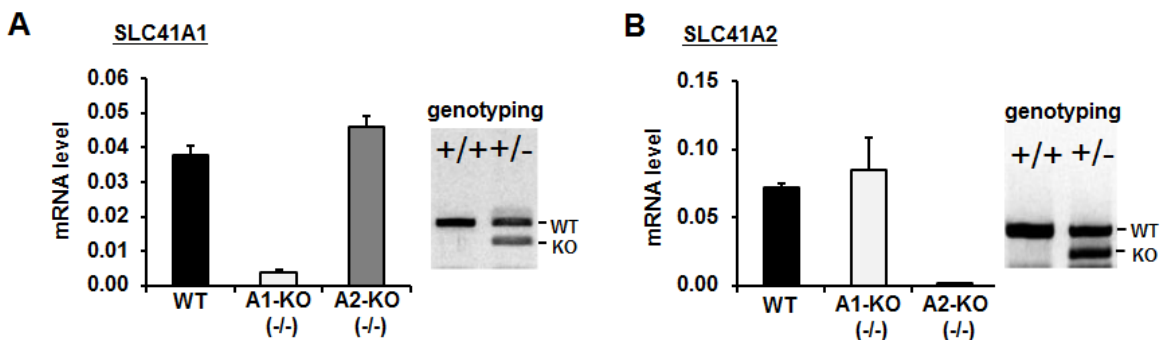 A
SLC41A1
mRNA level
0.06
0.05
0.04
0.03
0.02
0.01
0.00
WT
A1-KO
(-/-)
A2-KO
(-/-)
genotyping
+/+ +/-
WT
KO
B
SLC41A2
mRNA level
0.15
0.10
0.05
0.00
WT
A1-KO
(-/-)
A2-KO
(-/-)
genotyping
+/+ +/-
WT
KO